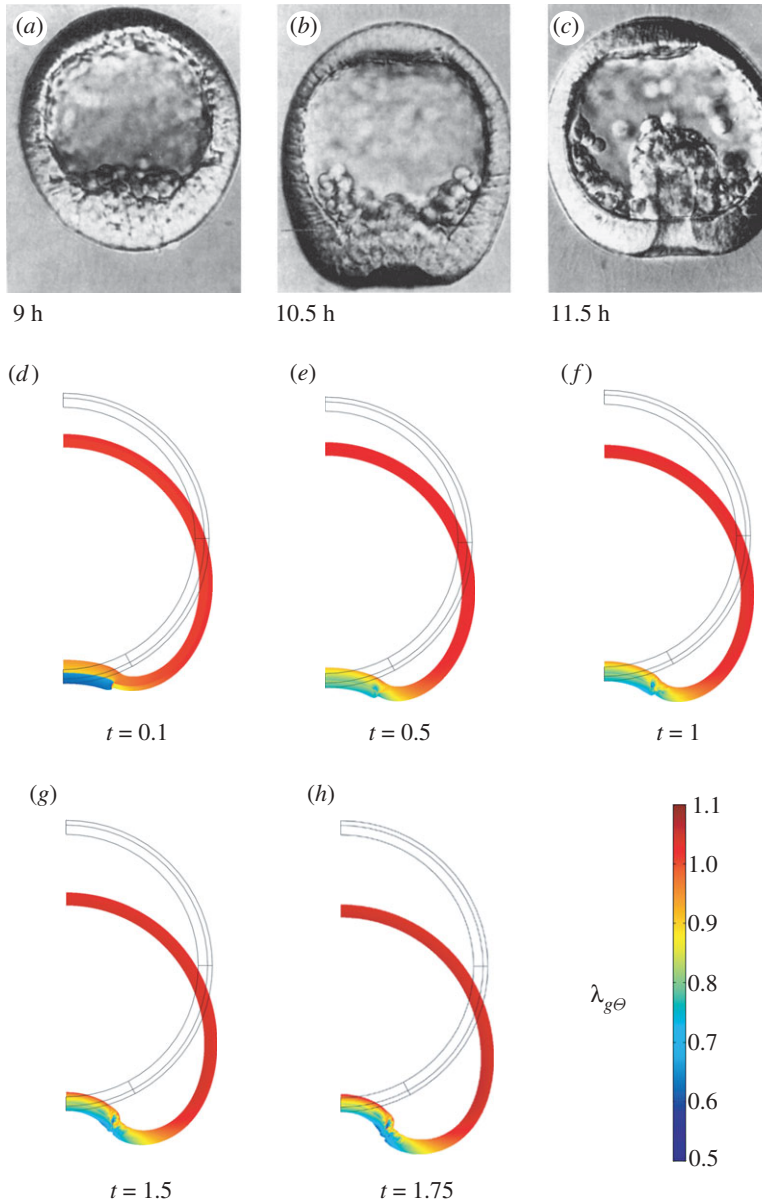 (a) (b) (c)
9 h 10.5 h 11.5 h
(d) (e) (f)
t = 0.1 t = 0.5 t = 1
(g) (h)
1.1
1.0
0.9
λgΘ 0.8
0.7
0.6
0.5
t = 1.5 t = 1.75